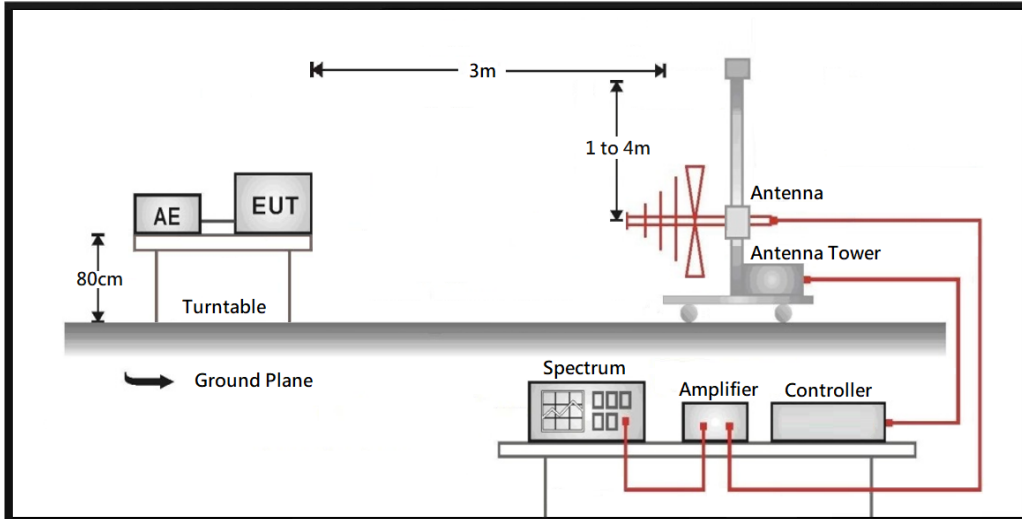 3m
1 to 4m
Antenna
AE
EUT
Antenna Tower
80cm
Turntable
Ground Plane
Spectrum
Amplifier
Controller